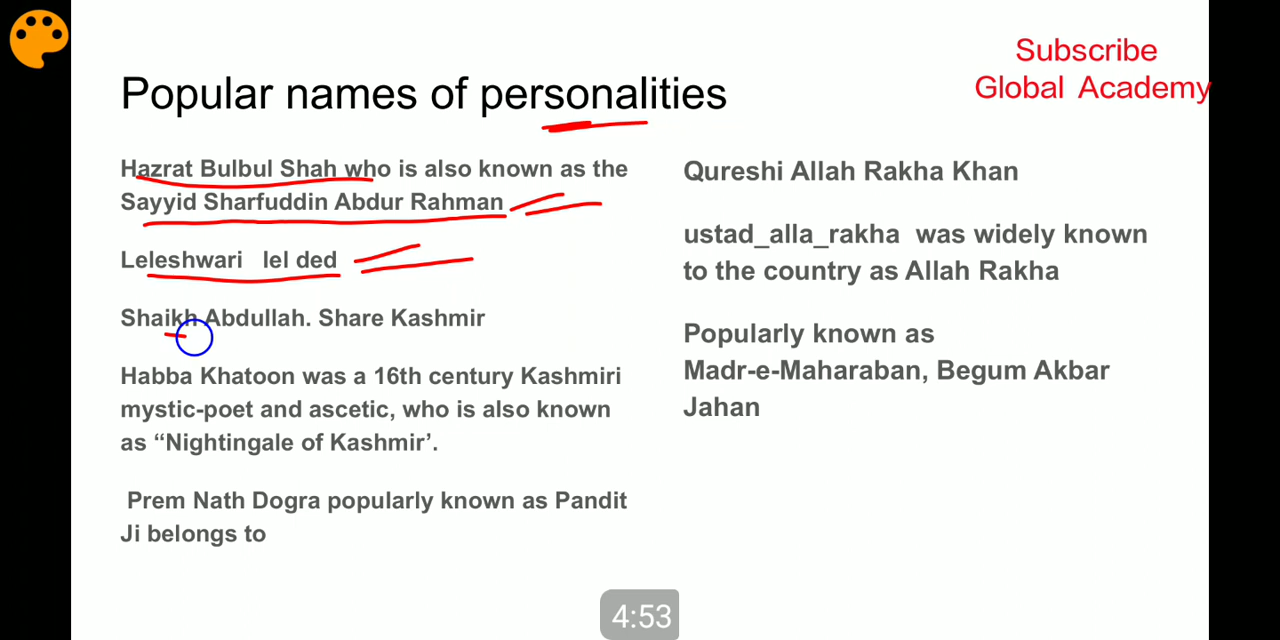 Subscribe
Global Academy
Popular names of personalities
Hazrat Bulbul Shah who is also known as the
Sayyid Sharfuddin Abdur Rahman
Leleshwari lel ded
Shaikh Abdullah. Share Kashmir
Habba Khatoon was a 16th century Kashmiri
mystic-poet and ascetic, who is also known
as “Nightingale of Kashmir’.
Prem Nath Dogra popularly known as Pandit
Ji belongs to
Qureshi Allah Rakha Khan
ustad_alla_rakha was widely known
to the country as Allah Rakha
Popularly known as
Madr-e-Maharaban, Begum Akbar
Jahan
4:53